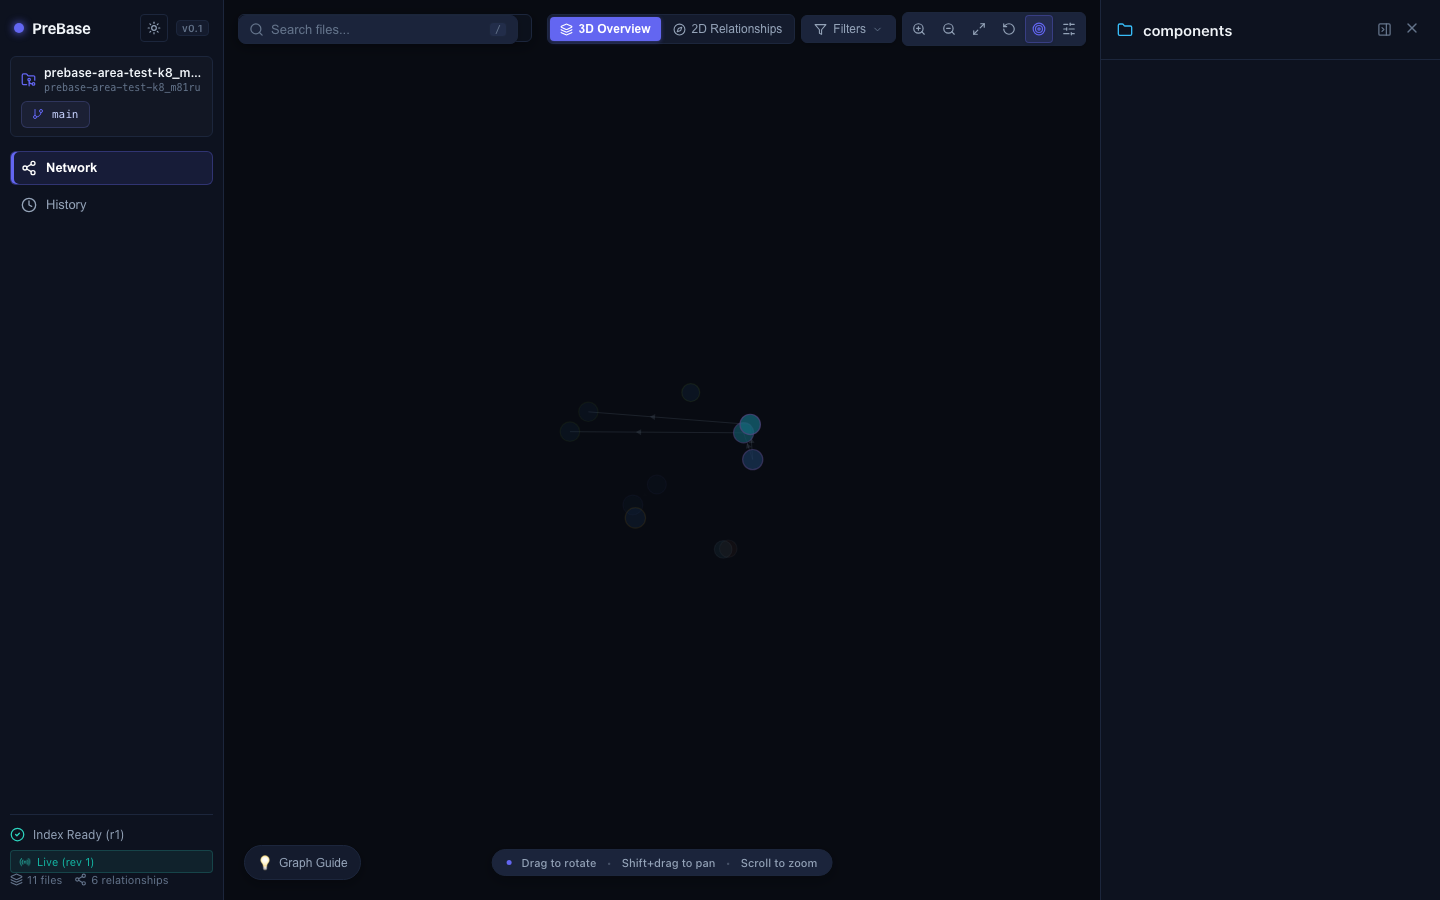 PreBase
v0.1
prebase-area-test-k8_m...
prebase-area-test-k8_m81ru
main
Network
History
Index Ready (r1)
Live (rev 1)
11 files
6 relationships
Search files...
/
3D Overview
2D Relationships
Filters
Graph Guide
Drag to rotate · Shift+drag to pan · Scroll to zoom
components